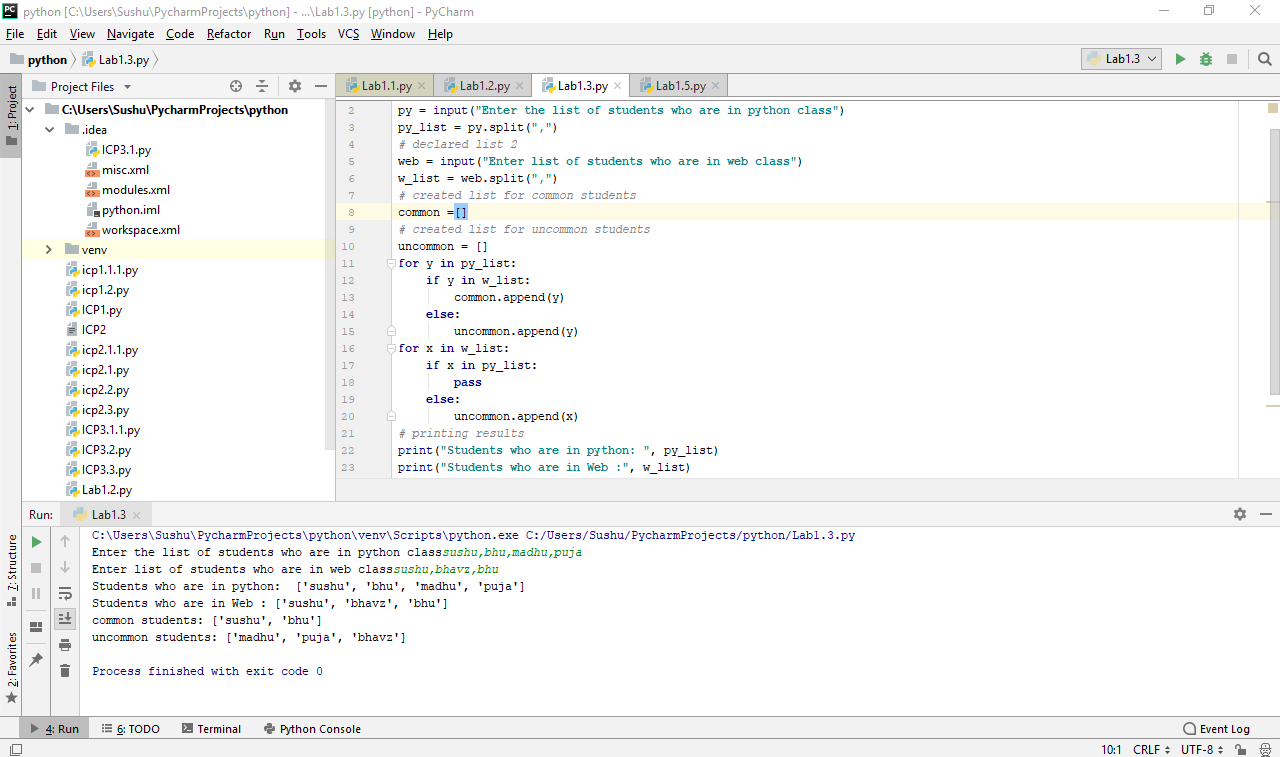 python [C:\Users\Sushu\PycharmProjects\python] - ...\Lab1.3.py [python] - PyCharm
File Edit View Navigate Code Refactor Run Tools VCS Window Help
python Lab1.3.py Lab1.3
1: Project
Project Files
Lab1.1.py Lab1.2.py Lab1.3.py Lab1.5.py
C:\Users\Sushu\PycharmProjects\python
.idea
ICP3.1.py
misc.xml
modules.xml
python.iml
workspace.xml
venv
icp1.1.1.py
icp1.2.py
ICP1.py
ICP2
icp2.1.1.py
icp2.1.py
icp2.2.py
icp2.3.py
ICP3.1.1.py
ICP3.2.py
ICP3.3.py
Lab1.2.py
2 py = input("Enter the list of students who are in python class")
3 py_list = py.split(",")
4 # declared list 2
5 web = input("Enter list of students who are in web class")
6 w_list = web.split(",")
7 # created list for common students
8 common =[]
9 # created list for uncommon students
10 uncommon = []
11 for y in py_list:
12 if y in w_list:
13 common.append(y)
14 else:
15 uncommon.append(y)
16 for x in w_list:
17 if x in py_list:
18 pass
19 else:
20 uncommon.append(x)
21 # printing results
22 print("Students who are in python: ", py_list)
23 print("Students who are in Web :", w_list)
Run: Lab1.3
7: Structure
2: Favorites
C:\Users\Sushu\PycharmProjects\python\venv\Scripts\python.exe C:/Users/Sushu/PycharmProjects/python/Lab1.3.py
Enter the list of students who are in python classsushu,bhu,madhu,puja
Enter list of students who are in web classsushu,bhavz,bhu
Students who are in python:  ['sushu', 'bhu', 'madhu', 'puja']
Students who are in Web : ['sushu', 'bhavz', 'bhu']
common students: ['sushu', 'bhu']
uncommon students: ['madhu', 'puja', 'bhavz']
Process finished with exit code 0
4: Run 6: TODO Terminal Python Console Event Log
10:1 CRLF UTF-8